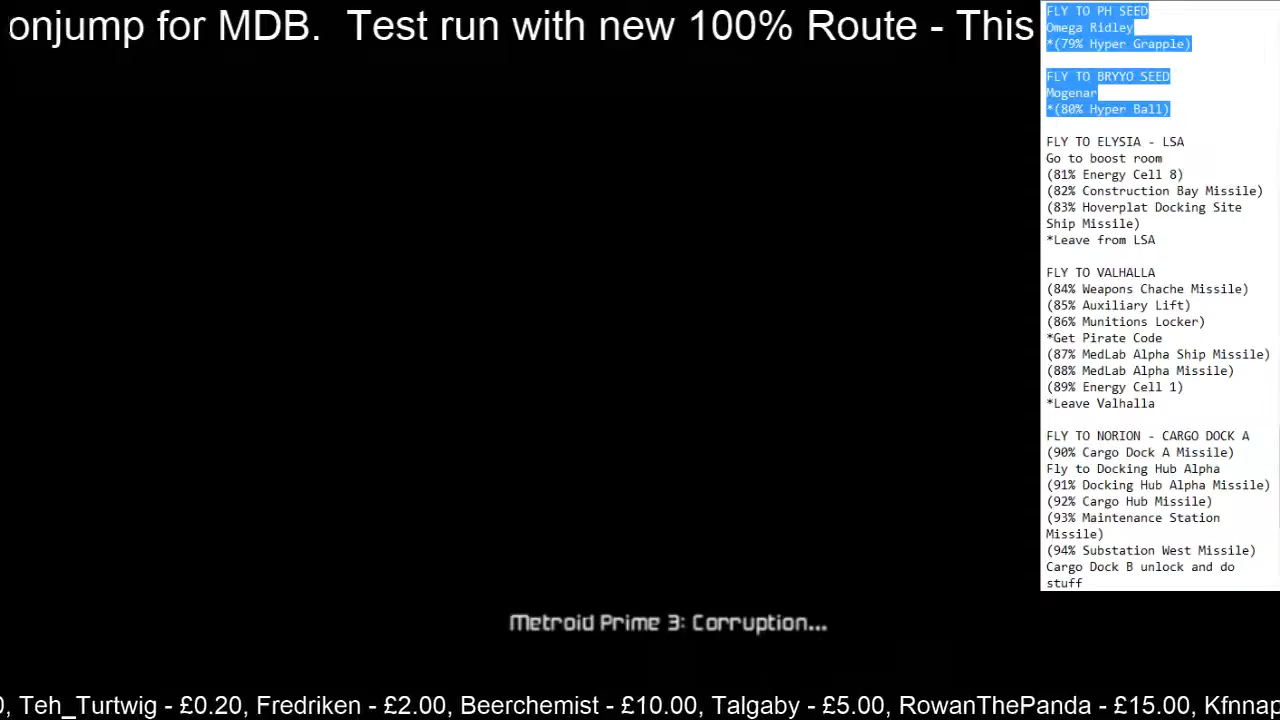 onjump for MDB.   Test run with new 100% Route - This
FLY TO PH SEED
Omega Ridley
*(79% Hyper Grapple)
FLY TO BRYYO SEED
Mogenar
*(80% Hyper Ball)
FLY TO ELYSIA - LSA
Go to boost room
(81% Energy Cell 8)
(82% Construction Bay Missile)
(83% Hoverplat Docking Site
Ship Missile)
*Leave from LSA
FLY TO VALHALLA
(84% Weapons Chache Missile)
(85% Auxiliary Lift)
(86% Munitions Locker)
*Get Pirate Code
(87% MedLab Alpha Ship Missile)
(88% MedLab Alpha Missile)
(89% Energy Cell 1)
*Leave Valhalla
FLY TO NORION - CARGO DOCK A
(90% Cargo Dock A Missile)
Fly to Docking Hub Alpha
(91% Docking Hub Alpha Missile)
(92% Cargo Hub Missile)
(93% Maintenance Station
Missile)
(94% Substation West Missile)
Cargo Dock B unlock and do
stuff
Metroid Prime 3: Corruption...
0, Teh_Turtwig - £0.20, Fredriken - £2.00, Beerchemist - £10.00, Talgaby - £5.00, RowanThePanda - £15.00, Kfnnap